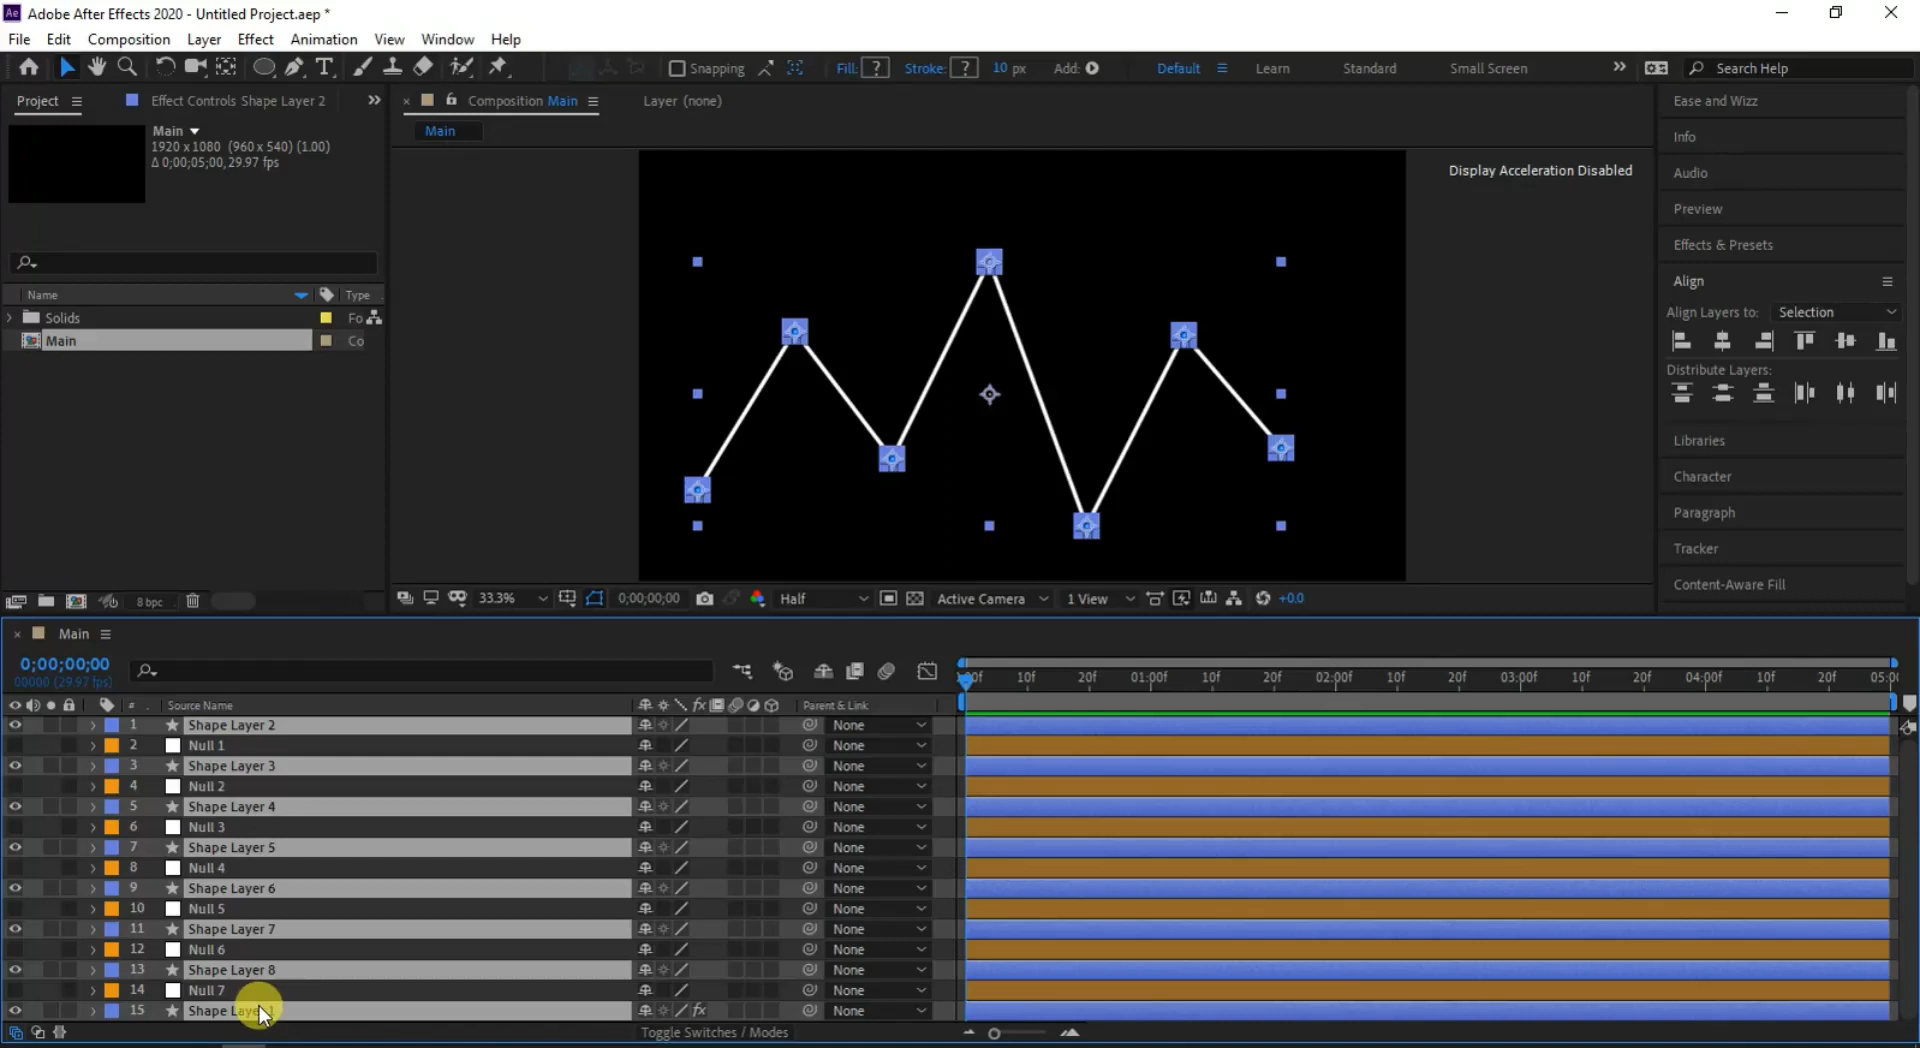 Ae Adobe After Effects 2020 - Untitled Project.aep *
File Edit Composition Layer Effect Animation View Window Help
Snapping Fill: ? Stroke: ? 10 px Add: Default Learn Standard Small Screen Search Help
Project Effect Controls Shape Layer 2 Composition Main Layer (none)
Main
1920 x 1080 (960 x 540) (1.00)
Δ 0;00;05;00, 29.97 fps
Main
Display Acceleration Disabled
Name Type
Solids Fo
Main Co
8 bpc
33.3% 0;00;00;00 Half Active Camera 1 View +0.0
Ease and Wizz
Info
Audio
Preview
Effects & Presets
Align
Align Layers to: Selection
Distribute Layers:
Libraries
Character
Paragraph
Tracker
Content-Aware Fill
Main
0;00;00;00
00000 (29.97 fps)
10f 20f 01:00f 10f 20f 02:00f 10f 20f 03:00f 10f 20f 04:00f 10f 20f
# Source Name fx Parent & Link
1 Shape Layer 2 None
2 Null 1 None
3 Shape Layer 3 None
4 Null 2 None
5 Shape Layer 4 None
6 Null 3 None
7 Shape Layer 5 None
8 Null 4 None
9 Shape Layer 6 None
10 Null 5 None
11 Shape Layer 7 None
12 Null 6 None
13 Shape Layer 8 None
14 Null 7 None
15 Shape Layer 1 fx None
Toggle Switches / Modes